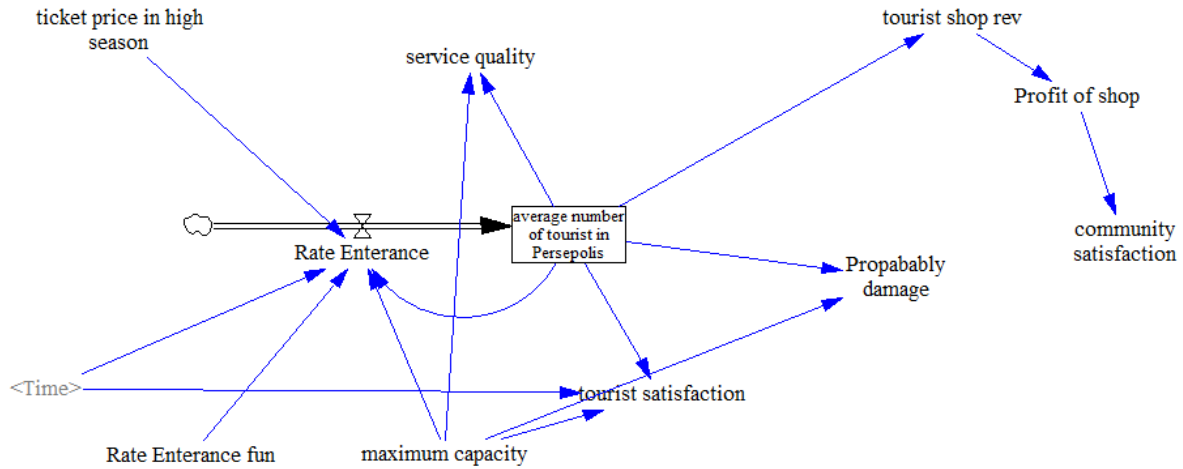 ticket price in high
season
service quality
tourist shop rev
Profit of shop
average number
of tourist in
Persepolis
Rate Enterance
community
satisfaction
Propabably
damage
<Time>
tourist satisfaction
Rate Enterance fun
maximum capacity